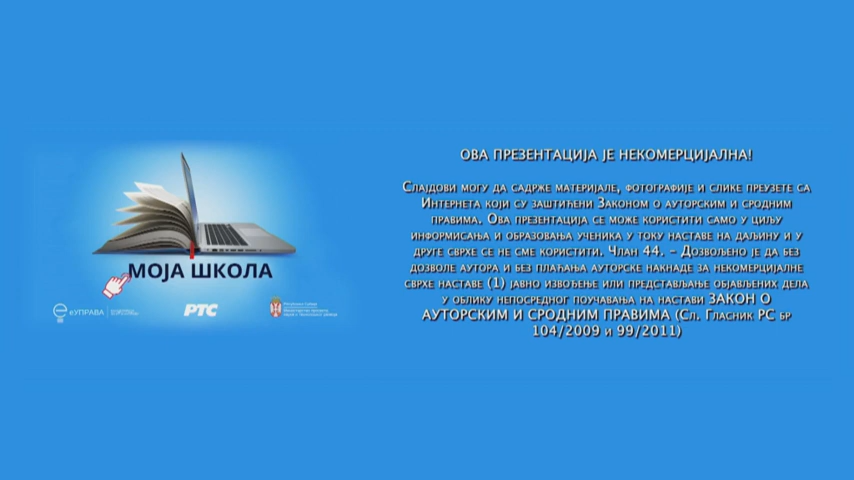 МОЈА ШКОЛА
еУПРАВА
РТС
Република Србија
ОВА ПРЕЗЕНТАЦИЈА ЈЕ НЕКОМЕРЦИЈАЛНА!
Слајдови могу да садрже материјале, фотографије и слике преузете са
Интернета који су заштићени Законом о ауторским и сродним
правима. Ова презентација се може користити само у циљу
информисања и образовања ученика у току наставе на даљину и у
друге сврхе се не сме користити. Члан 44. – Дозвољено је да без
дозволе аутора и без плаћања ауторске накнаде за некомерцијалне
сврхе наставе (1) јавно извођење или представљање објављених дела
у облику непосредног поучавања на настави ЗАКОН О
АУТОРСКИМ И СРОДНИМ ПРАВИМА (Сл. Гласник РС бр
104/2009 и 99/2011)